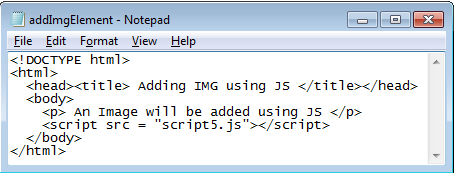 addImgElement - Notepad
File Edit Format View Help
<!DOCTYPE html>
<html>
  <head><title> Adding IMG using JS </title></head>
  <body>
    <p> An Image will be added using JS </p>
    <script src = "script5.js"></script>
  </body>
</html>